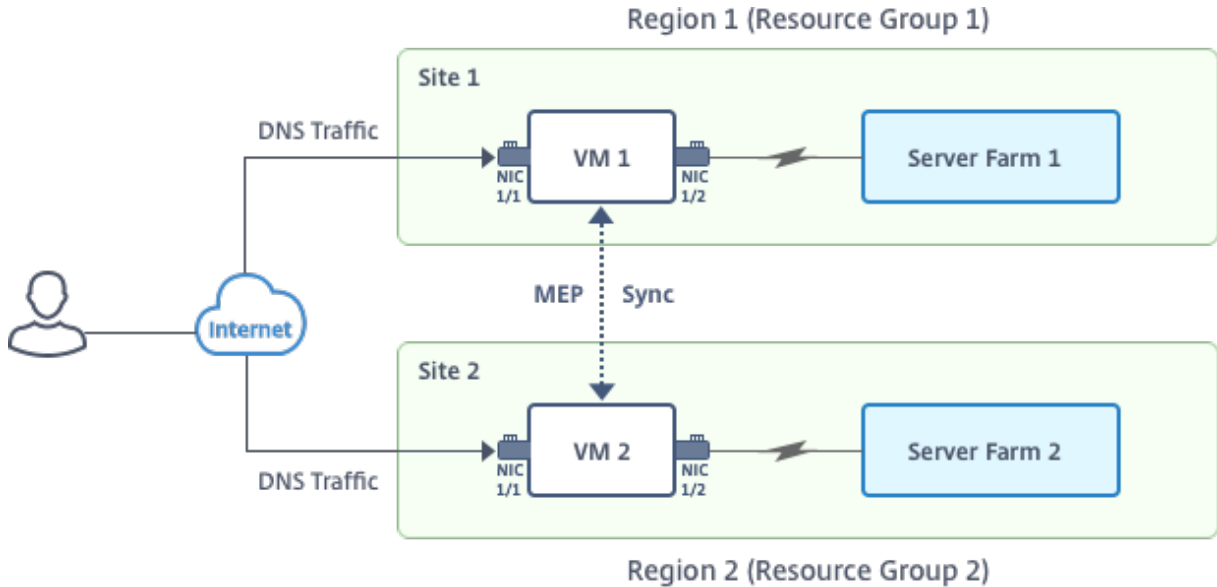 Region 1 (Resource Group 1)
Site 1
DNS Traffic
VM 1
NIC
1/1
NIC
1/2
Server Farm 1
MEP
Sync
Internet
Site 2
VM 2
NIC
1/1
NIC
1/2
Server Farm 2
DNS Traffic
Region 2 (Resource Group 2)